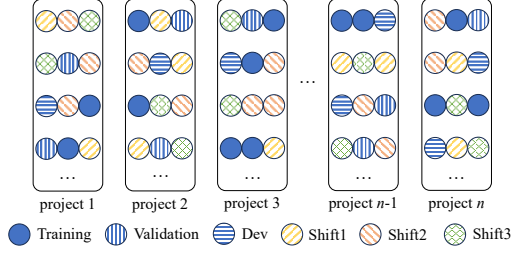 ...
... ... ... ... ...
project 1 project 2 project 3 project n-1 project n
Training Validation Dev Shift1 Shift2 Shift3